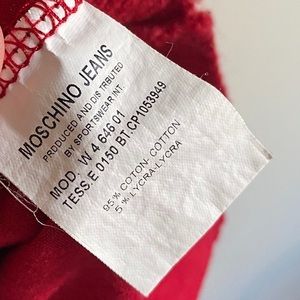 MOSCHINO JEANS
PRODUCED AND DISTRIBUTED
BY SPORTSWEAR INT.
MOD. W 4 646 01
TESS.E 0150 BT.CP1053949
95% COTON- COTTON
5 % LYCRA-LYCRA